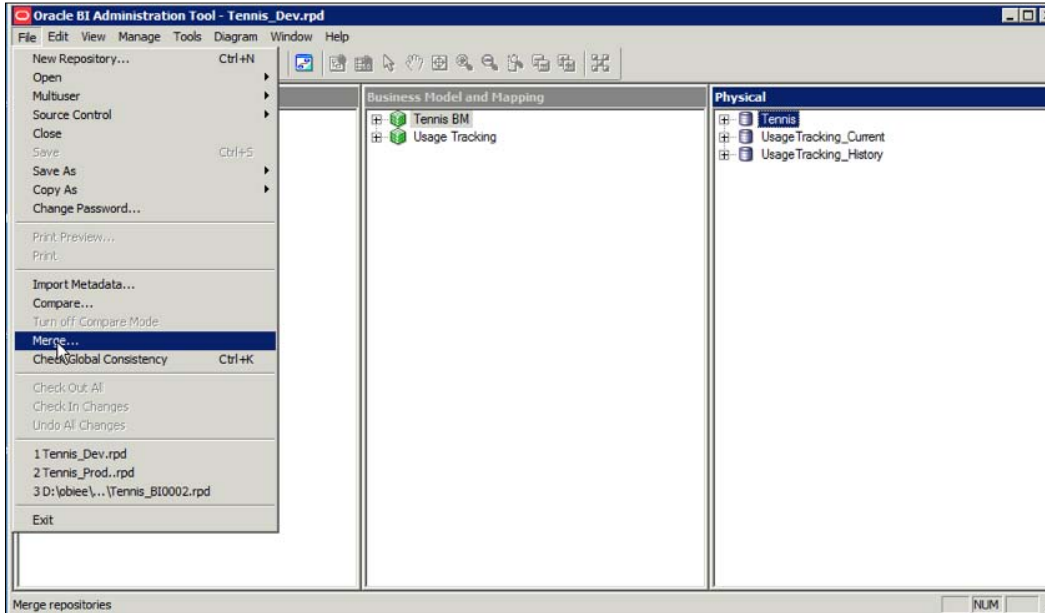 Oracle BI Administration Tool - Tennis_Dev.rpd
File Edit View Manage Tools Diagram Window Help
New Repository... Ctrl+N
Open
Multiuser
Source Control
Close
Save Ctrl+S
Save As
Copy As
Change Password...
Print Preview...
Print
Import Metadata...
Compare...
Turn off Compare Mode
Merge...
Check Global Consistency Ctrl+K
Check Out All
Check In Changes
Undo All Changes
1 Tennis_Dev.rpd
2 Tennis_Prod..rpd
3 D:\obiee\...\Tennis_BI0002.rpd
Exit
Business Model and Mapping
Tennis BM
Usage Tracking
Physical
Tennis
UsageTracking_Current
UsageTracking_History
Merge repositories
NUM